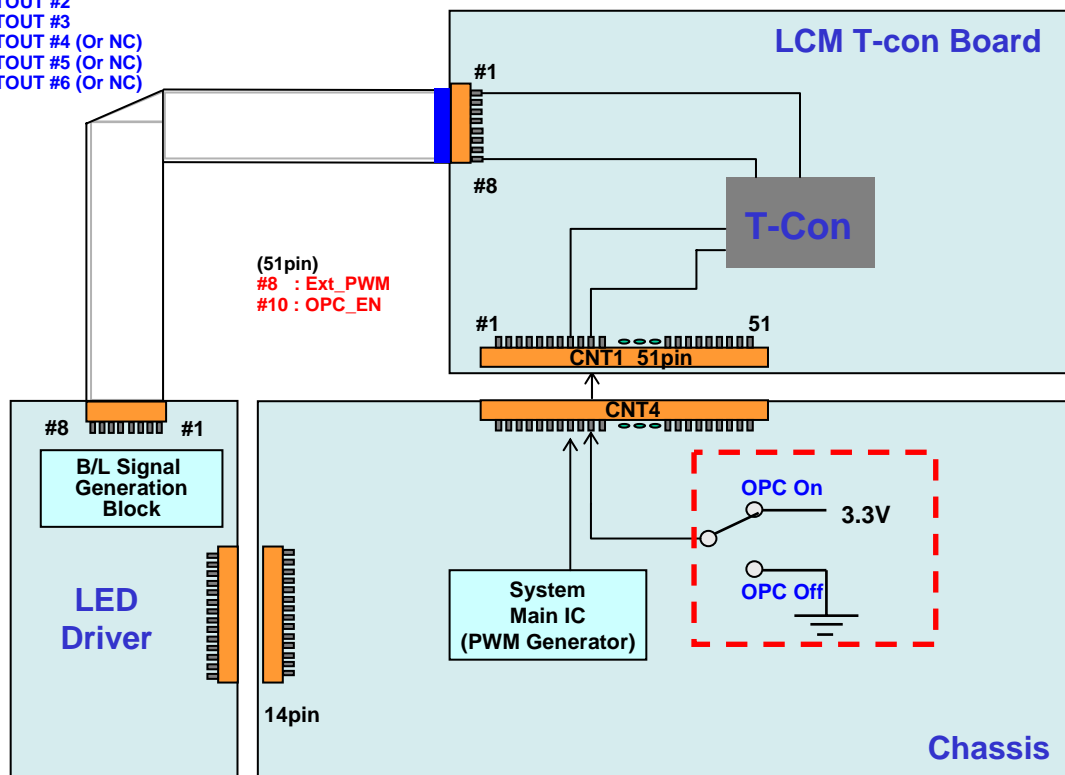 TOUT #2
TOUT #3
TOUT #4 (Or NC)
TOUT #5 (Or NC)
TOUT #6 (Or NC)
LCM T-con Board
#1
#8
T-Con
(51pin)
#8 : Ext_PWM
#10 : OPC_EN
#1
51
CNT1 51pin
CNT4
#8
#1
B/L Signal
Generation
Block
OPC On
3.3V
OPC Off
System
Main IC
(PWM Generator)
LED
Driver
14pin
Chassis